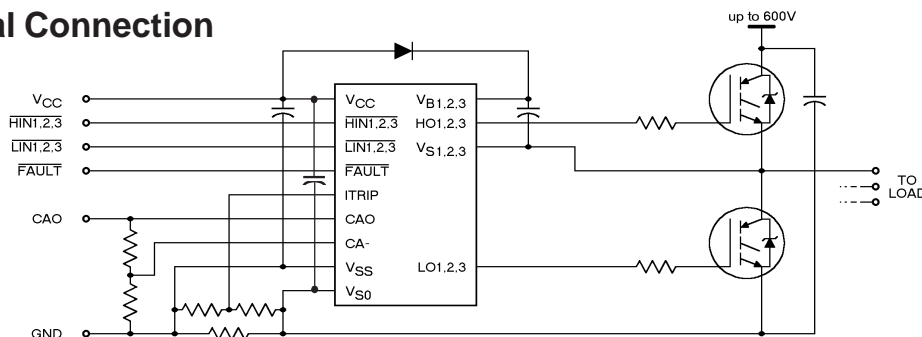 al Connection
up to 600V
VCC
HIN1,2,3
LIN1,2,3
FAULT
CAO
GND
VCC
HIN1,2,3
LIN1,2,3
FAULT
ITRIP
CAO
CA-
VSS
VS0
VB1,2,3
HO1,2,3
VS1,2,3
LO1,2,3
TO
LOAD